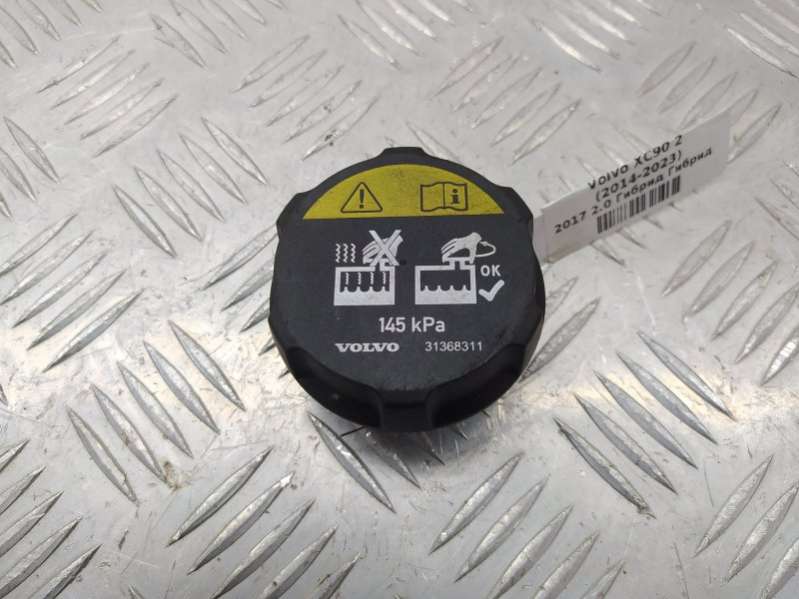 OK
145 kPa
VOLVO 31368311
Volvo XC90 2
(2014-2023)
2017 2.0 Гибрид Гибрид